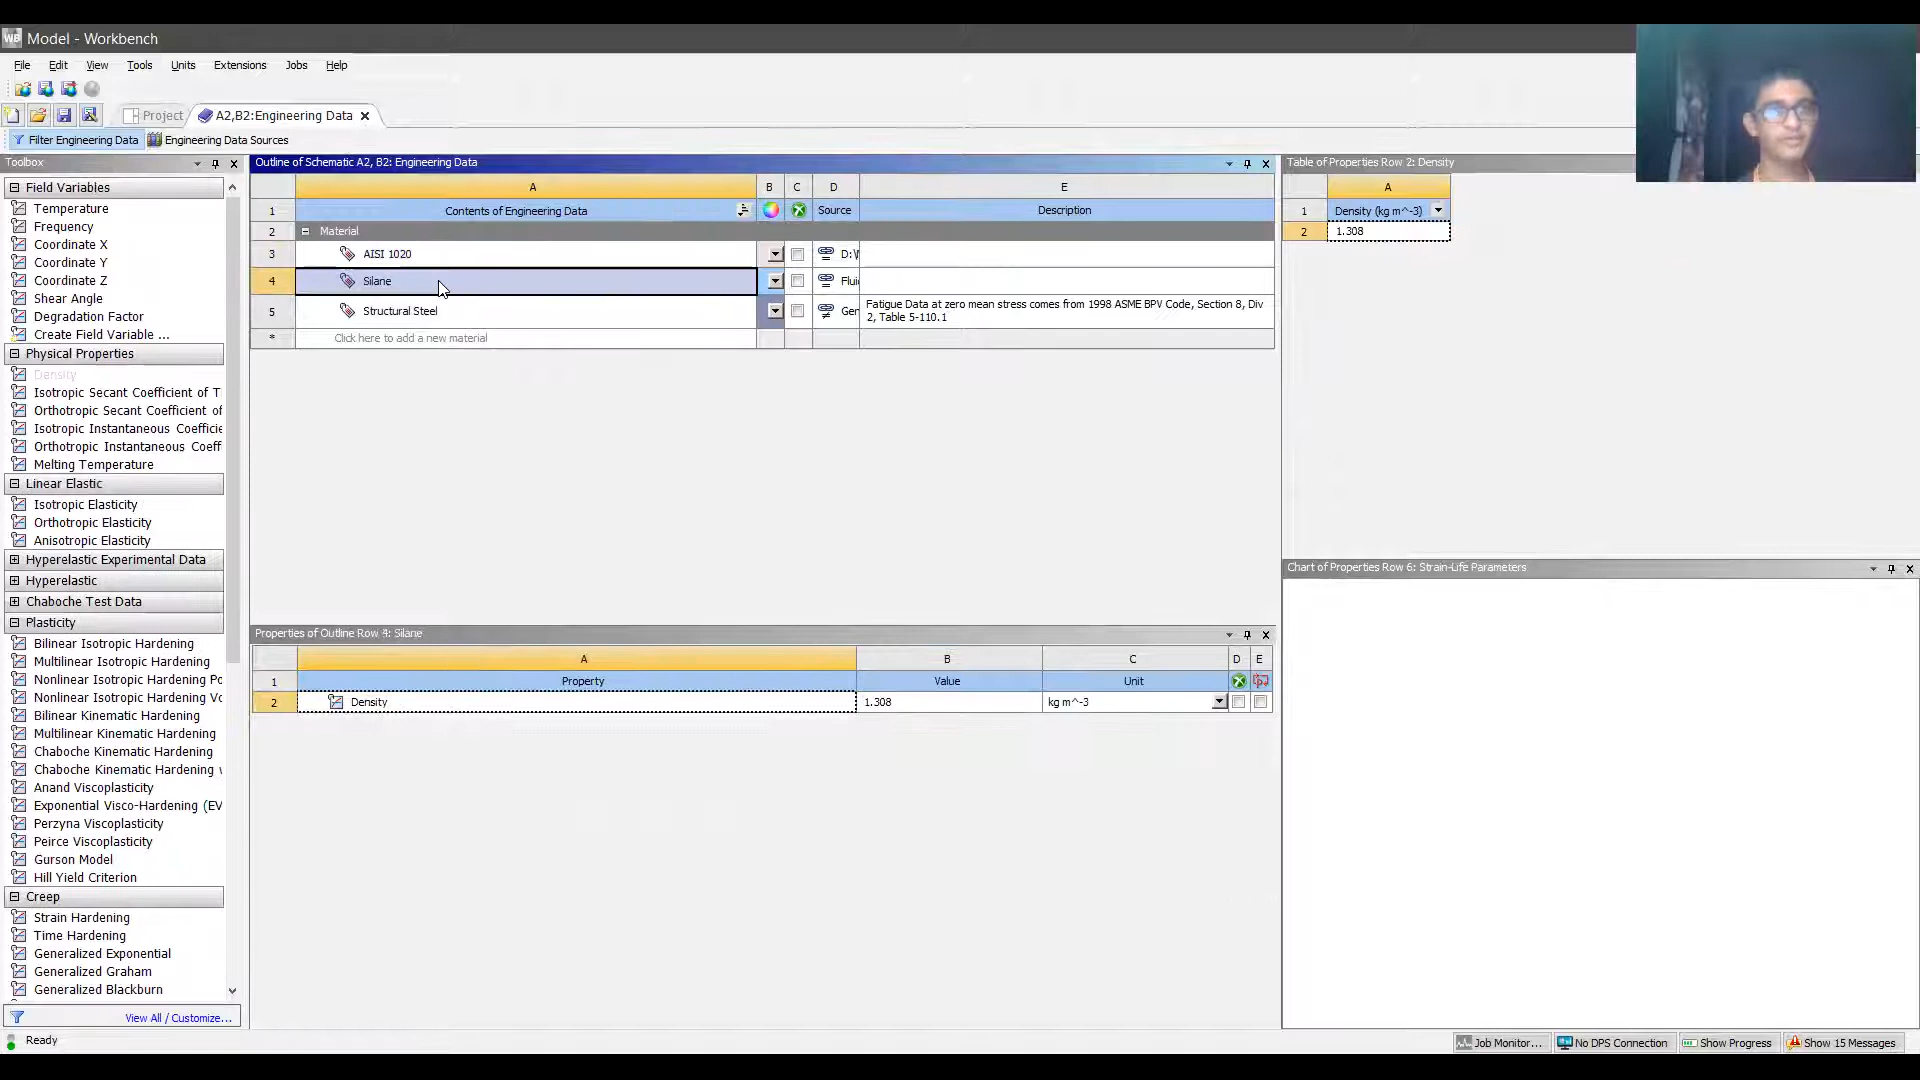 WB Model - Workbench
File Edit View Tools Units Extensions Jobs Help
Project A2,B2:Engineering Data
Filter Engineering Data Engineering Data Sources
Toolbox
Field Variables
Temperature
Frequency
Coordinate X
Coordinate Y
Coordinate Z
Shear Angle
Degradation Factor
Create Field Variable ...
Physical Properties
Density
Isotropic Secant Coefficient of T
Orthotropic Secant Coefficient of
Isotropic Instantaneous Coefficie
Orthotropic Instantaneous Coeff
Melting Temperature
Linear Elastic
Isotropic Elasticity
Orthotropic Elasticity
Anisotropic Elasticity
Hyperelastic Experimental Data
Hyperelastic
Chaboche Test Data
Plasticity
Bilinear Isotropic Hardening
Multilinear Isotropic Hardening
Nonlinear Isotropic Hardening Po
Nonlinear Isotropic Hardening Vo
Bilinear Kinematic Hardening
Multilinear Kinematic Hardening
Chaboche Kinematic Hardening
Chaboche Kinematic Hardening
Anand Viscoplasticity
Exponential Visco-Hardening (EV
Perzyna Viscoplasticity
Peirce Viscoplasticity
Gurson Model
Hill Yield Criterion
Creep
Strain Hardening
Time Hardening
Generalized Exponential
Generalized Graham
Generalized Blackburn
View All / Customize...
Outline of Schematic A2, B2: Engineering Data
A B C D E
1 Contents of Engineering Data Source Description
2 Material
3 AISI 1020 D:\
4 Silane Flui
5 Structural Steel Gen Fatigue Data at zero mean stress comes from 1998 ASME BPV Code, Section 8, Div
2, Table 5-110.1
* Click here to add a new material
Properties of Outline Row 4: Silane
A B C D E
1 Property Value Unit
2 Density 1.308 kg m^-3
Table of Properties Row 2: Density
A
1 Density (kg m^-3)
2 1.308
Chart of Properties Row 6: Strain-Life Parameters
Ready Job Monitor... No DPS Connection Show Progress Show 15 Messages